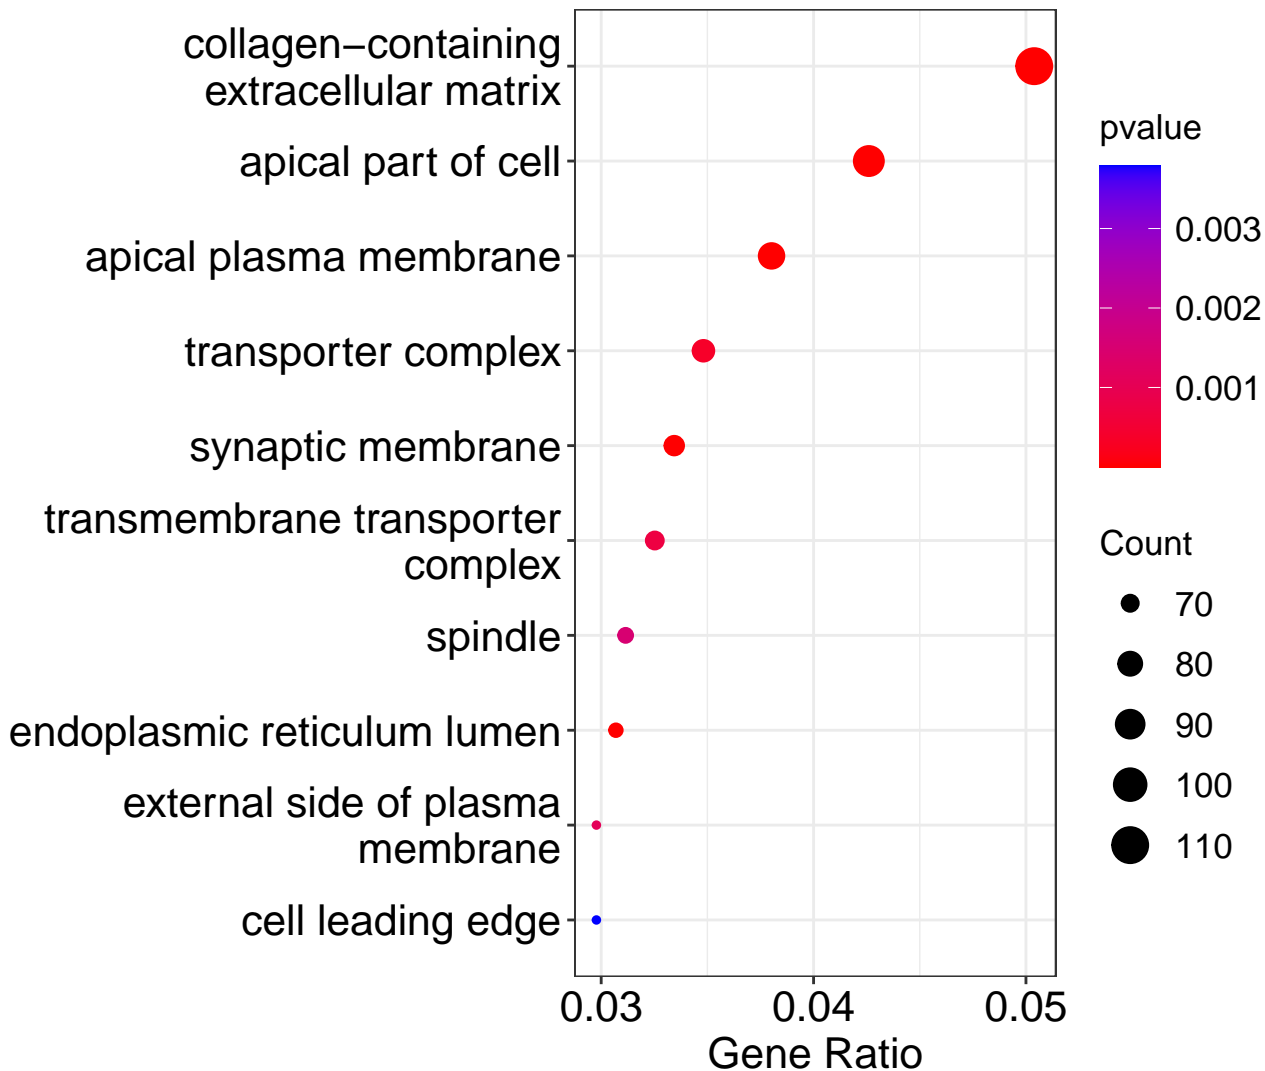 collagen−containing
extracellular matrix
apical part of cell
apical plasma membrane
transporter complex
synaptic membrane
transmembrane transporter
complex
spindle
endoplasmic reticulum lumen
external side of plasma
membrane
cell leading edge
0.03
0.04
0.05
Gene Ratio
pvalue
0.003
0.002
0.001
Count
70
80
90
100
110